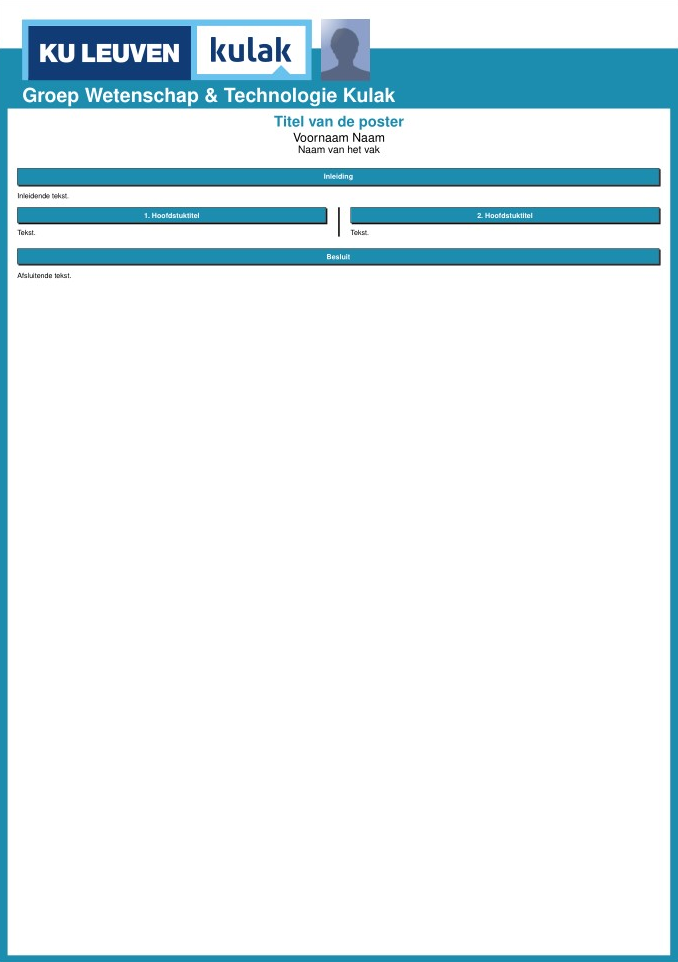 KU LEUVEN kulak
Groep Wetenschap & Technologie Kulak
Titel van de poster
Voornaam Naam
Naam van het vak
Inleiding
Inleidende tekst.
1. Hoofdstuktitel
Tekst.
2. Hoofdstuktitel
Tekst.
Besluit
Afsluitende tekst.